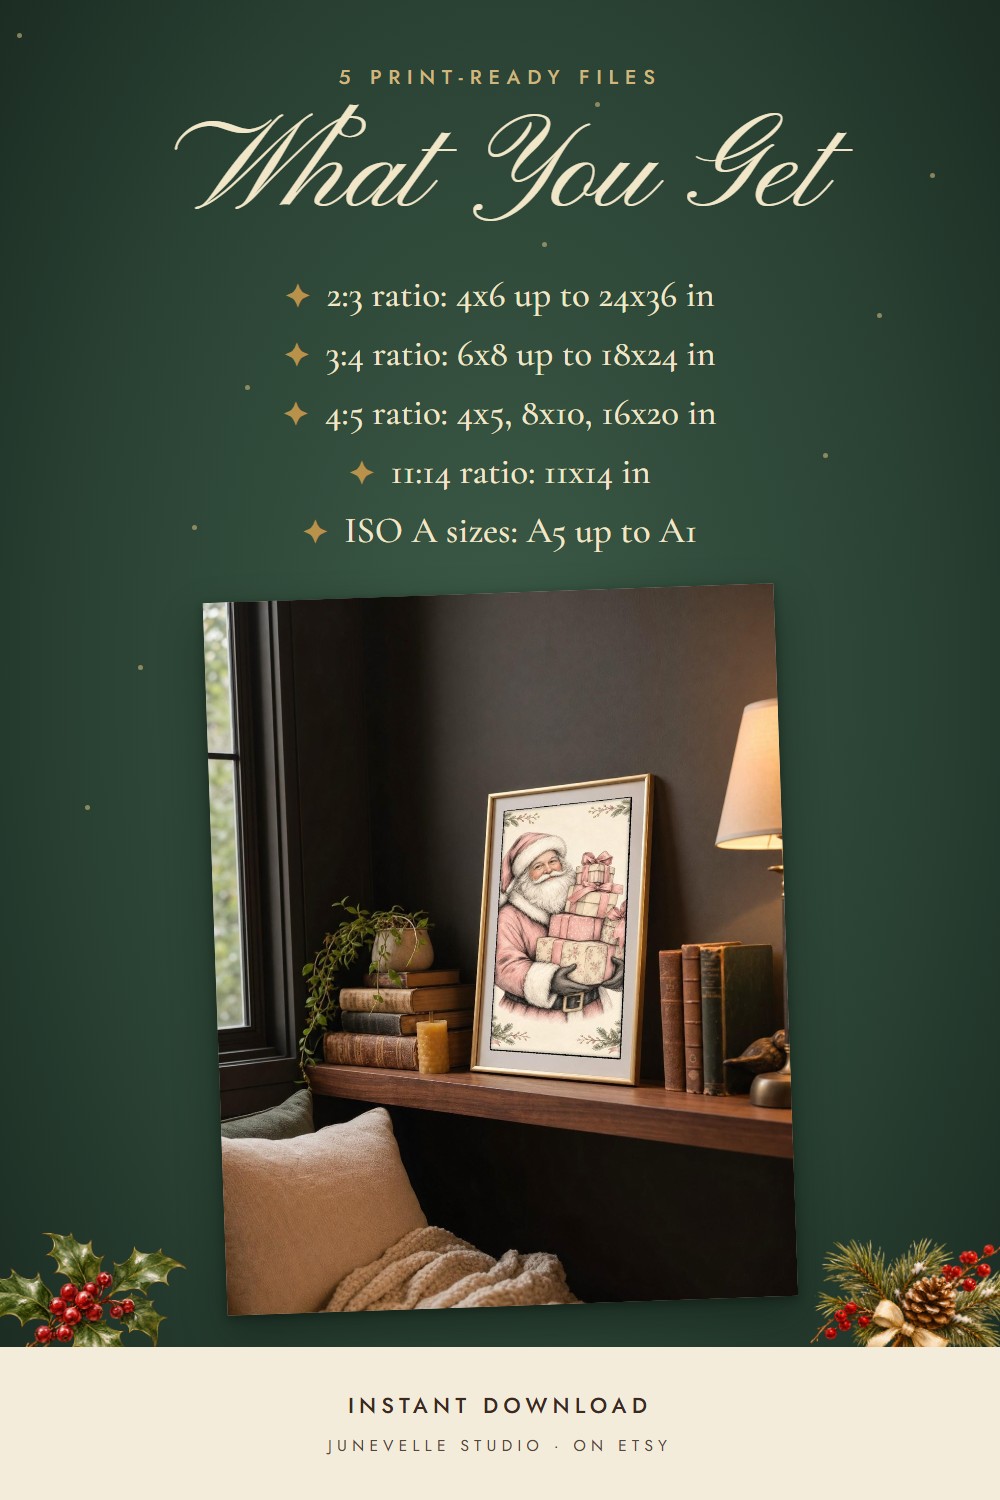 5 PRINT-READY FILES
What You Get
2:3 ratio: 4x6 up to 24x36 in
3:4 ratio: 6x8 up to 18x24 in
4:5 ratio: 4x5, 8x10, 16x20 in
11:14 ratio: 11x14 in
ISO A sizes: A5 up to A1
INSTANT DOWNLOAD
JUNEVELLE STUDIO · ON ETSY